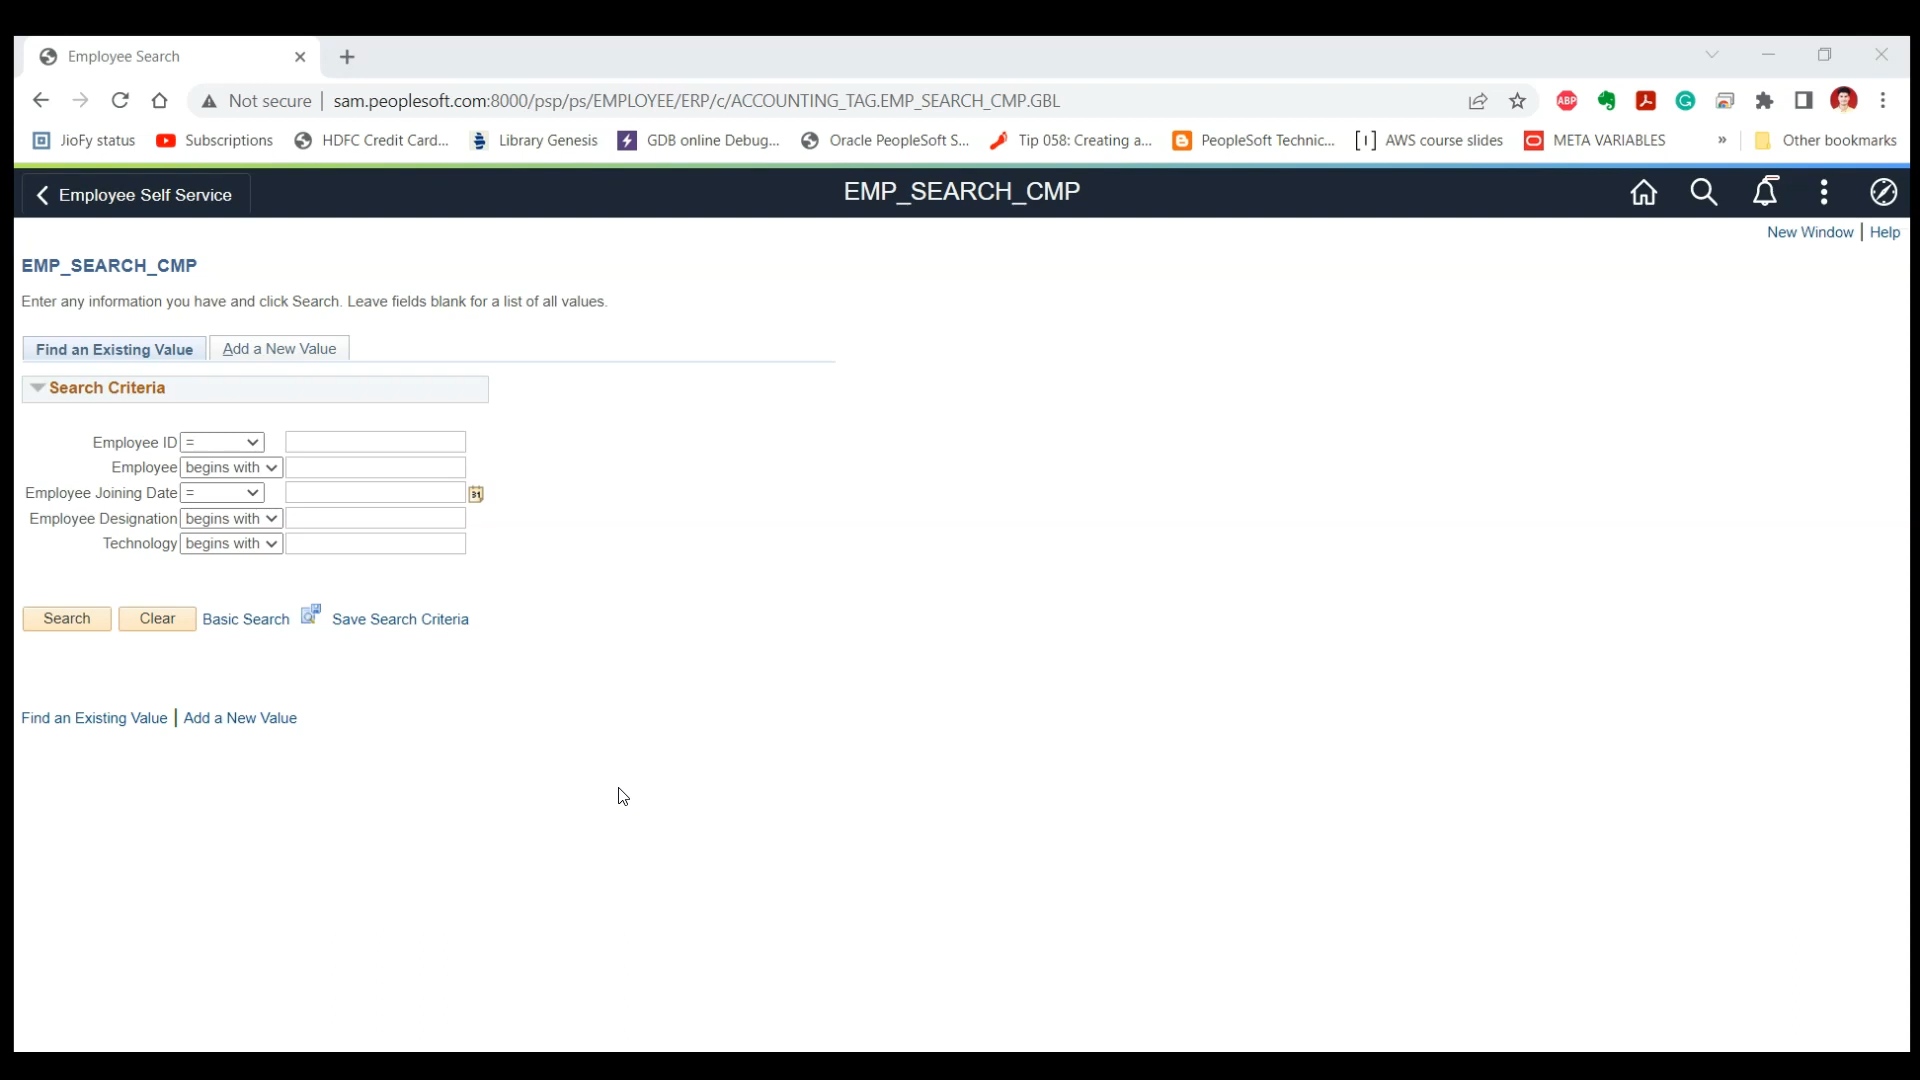 Employee Search
Not secure | sam.peoplesoft.com:8000/psp/ps/EMPLOYEE/ERP/c/ACCOUNTING_TAG.EMP_SEARCH_CMP.GBL
ABP
JioFy status Subscriptions HDFC Credit Card... Library Genesis GDB online Debug... Oracle PeopleSoft S... Tip 058: Creating a... PeopleSoft Technic... AWS course slides META VARIABLES » Other bookmarks
Employee Self Service EMP_SEARCH_CMP
New Window | Help
EMP_SEARCH_CMP
Enter any information you have and click Search. Leave fields blank for a list of all values.
Find an Existing Value Add a New Value
Search Criteria
Employee ID =
Employee begins with
Employee Joining Date = 31
Employee Designation begins with
Technology begins with
Search Clear Basic Search Save Search Criteria
Find an Existing Value | Add a New Value